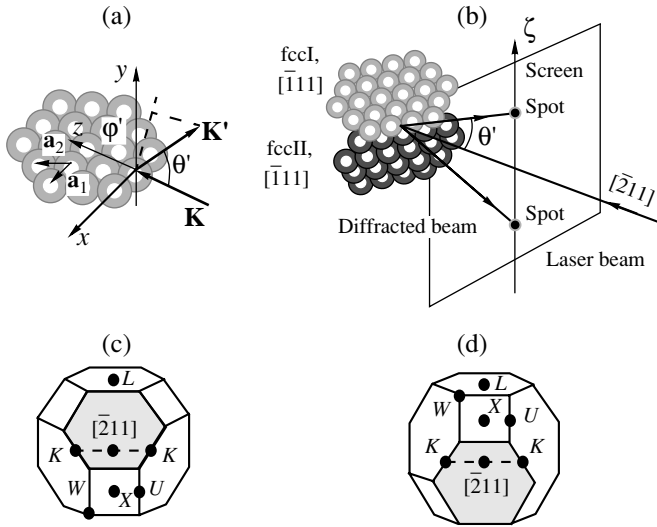 (a)
y
φ'
K'
z
a₂
θ'
a₁
x
K
(b)
ζ
fccI,
[1̅11]
Screen
Spot
θ'
fccII,
[1̅11]
[2̅11]
Spot
Diffracted beam
Laser beam
(c)
L
[2̅11]
K
K
W
X
U
(d)
L
W
X
U
K
K
[2̅11]